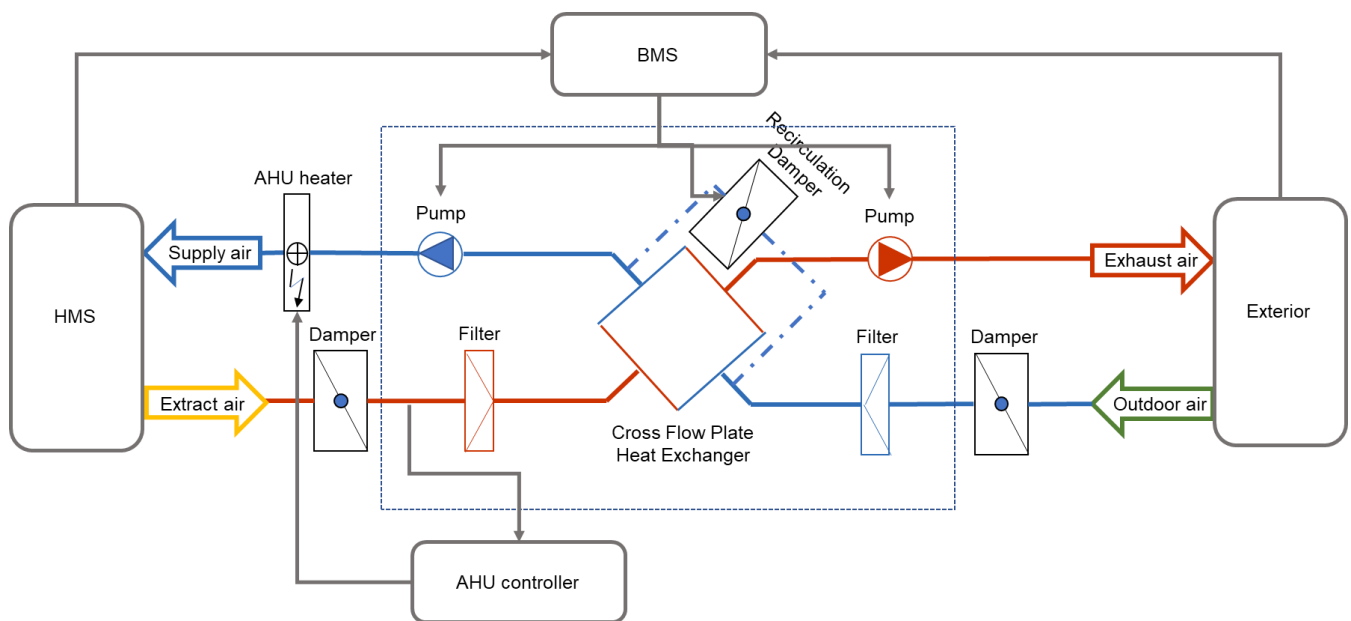 BMS
Recirculation
Damper
AHU heater
Pump
Pump
Supply air
Exhaust air
HMS
Exterior
Damper
Filter
Filter
Damper
Extract air
Outdoor air
Cross Flow Plate
Heat Exchanger
AHU controller